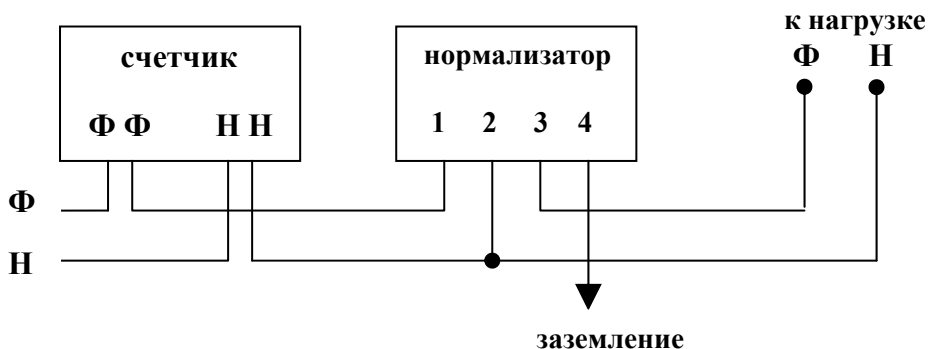 к нагрузке
Ф Н
счетчик
нормализатор
Ф Ф Н Н
1 2 3 4
Ф
Н
заземление